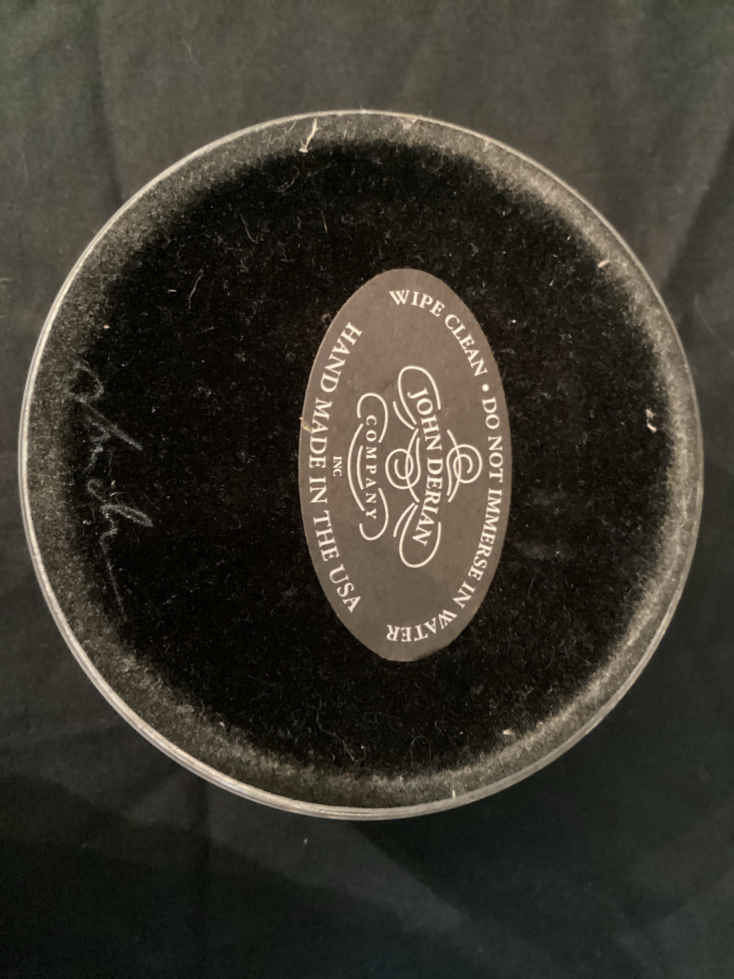 WIPE CLEAN • DO NOT IMMERSE IN WATER
JOHN DERIAN
COMPANY
INC
HAND MADE IN THE USA